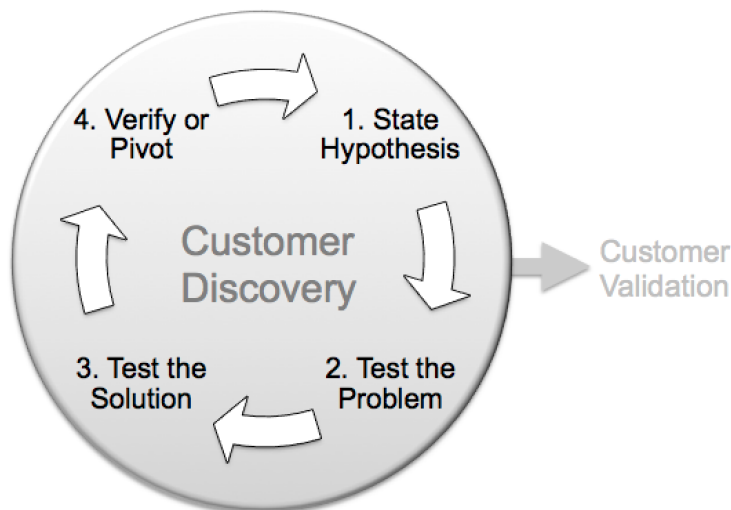 4. Verify or
Pivot
1. State
Hypothesis
Customer
Discovery
Customer
Validation
3. Test the
Solution
2. Test the
Problem